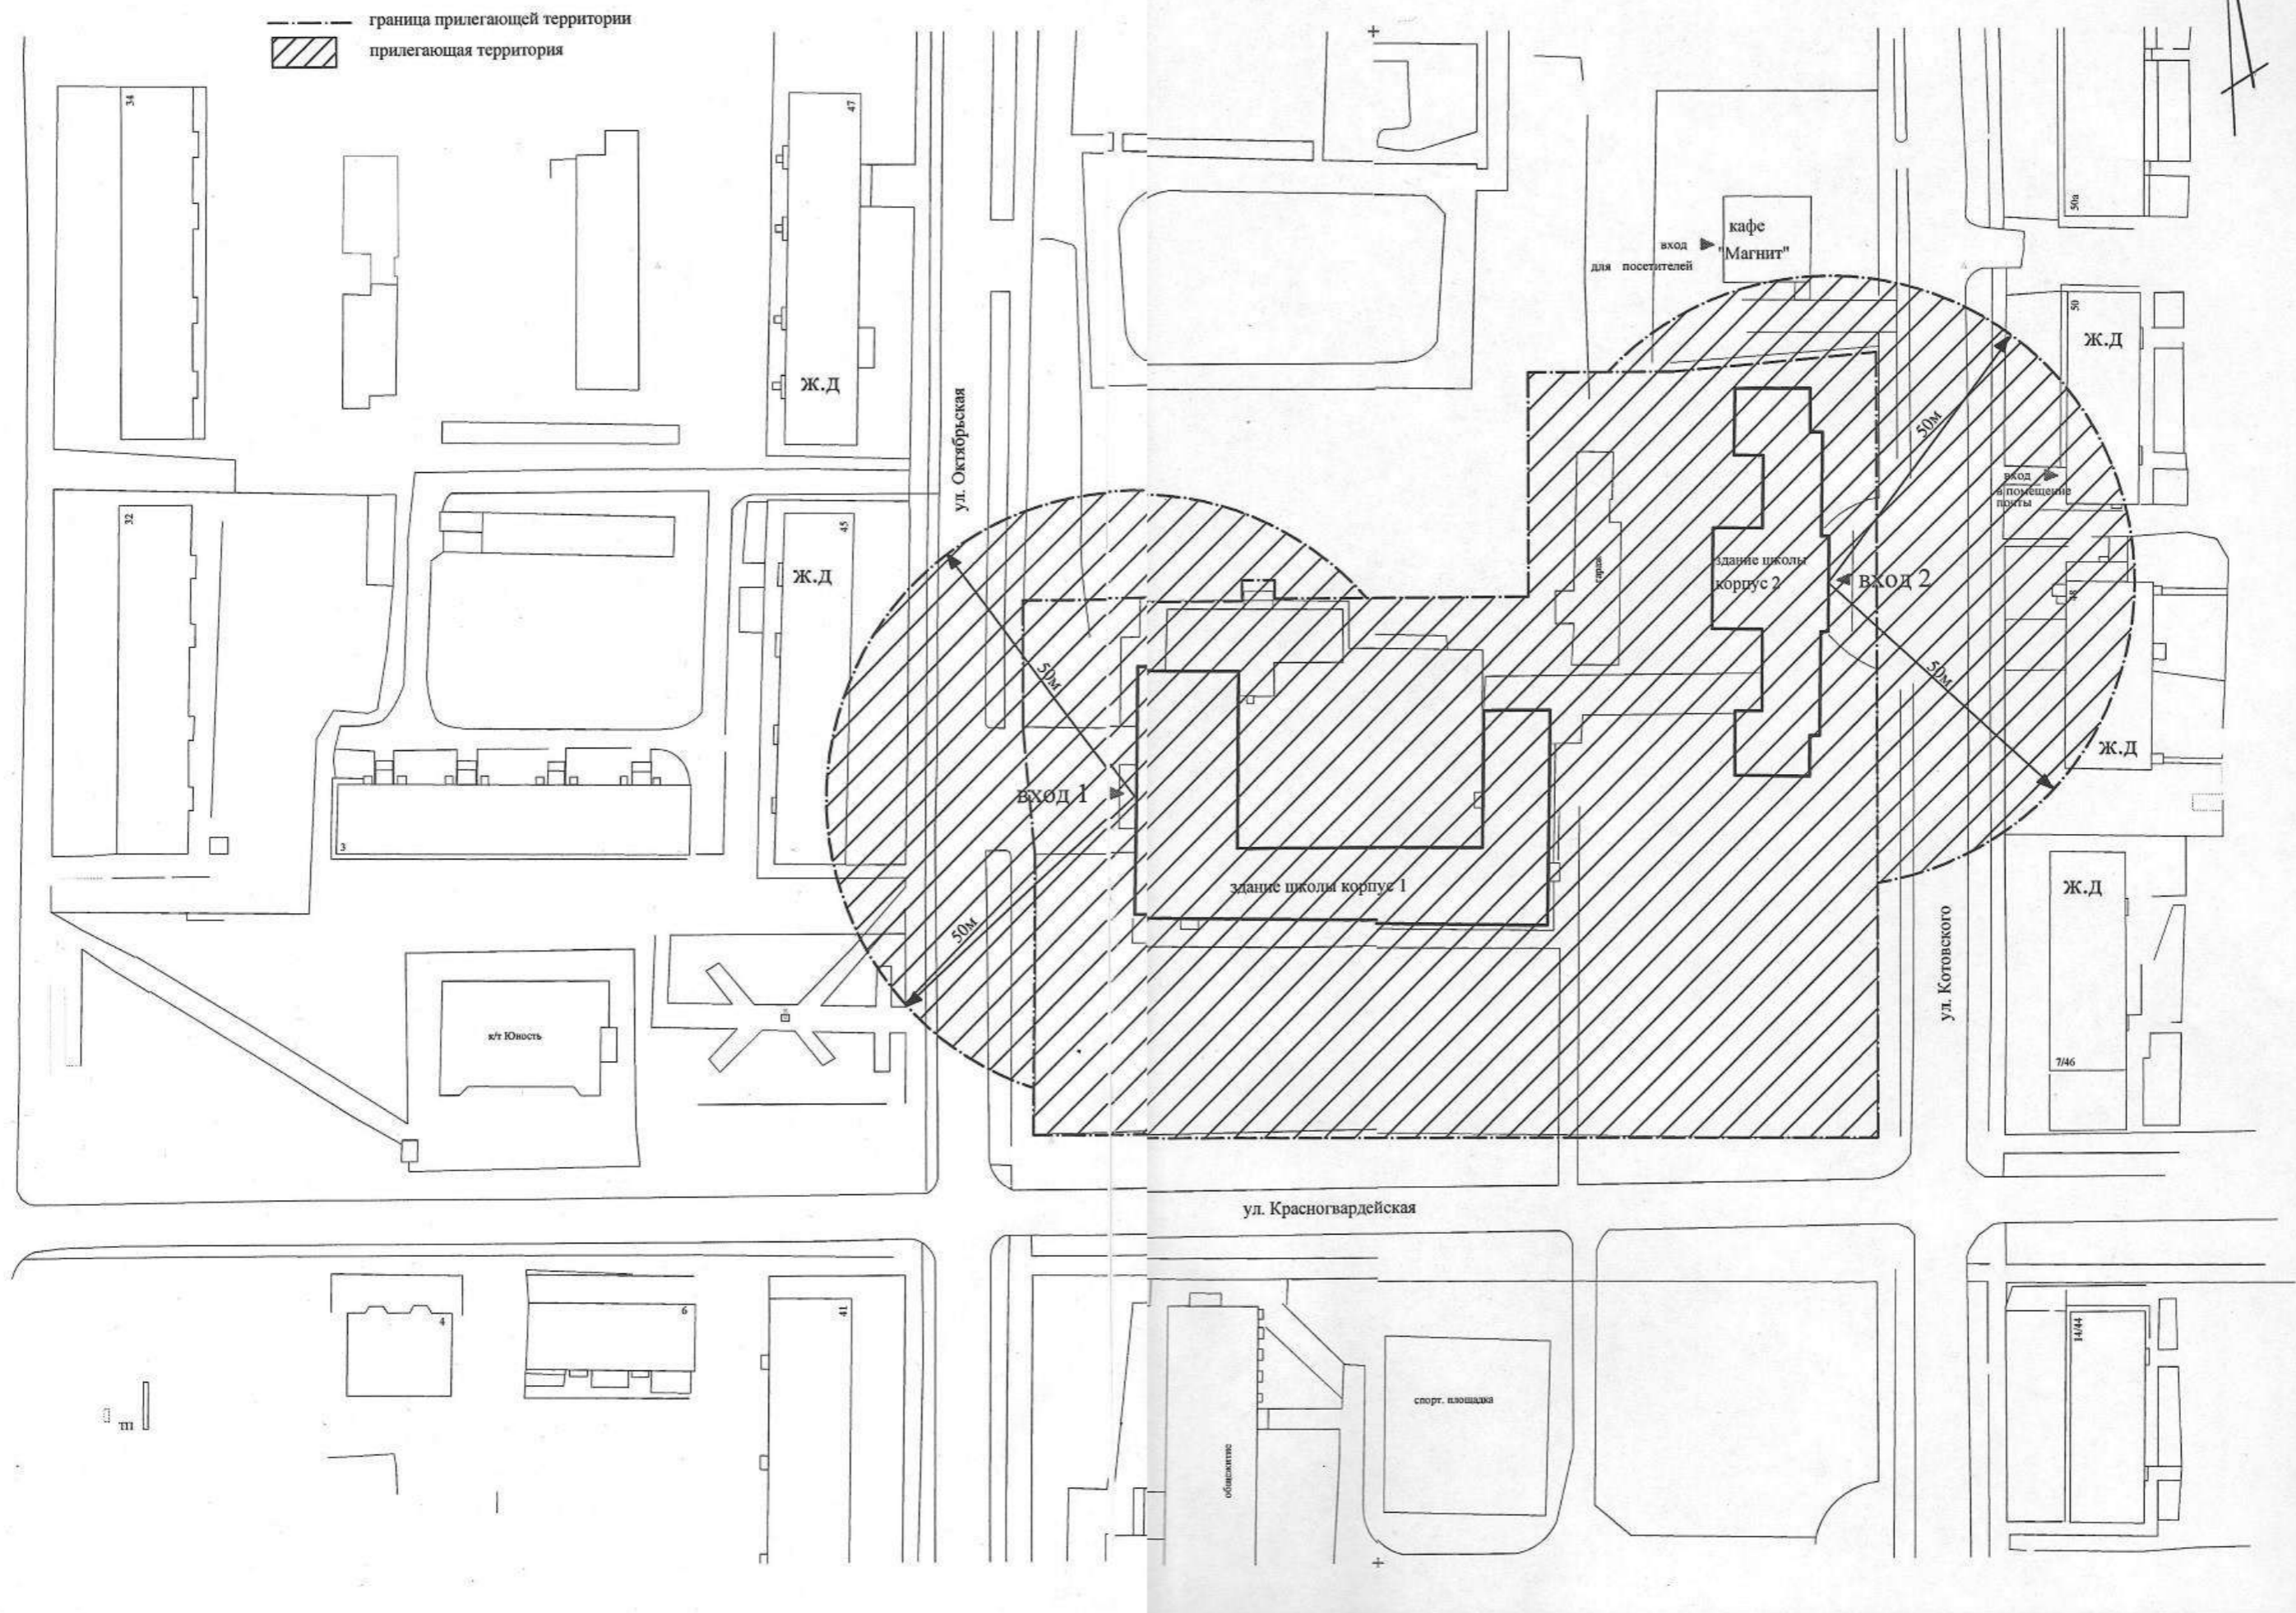 граница прилегающей территории
прилегающая территория
34
47
50а
кафе
"Магнит"
вход
для посетителей
50
ж.д
ж.д
ул. Октябрьская
50м
вход
в помещение
почты
32
45
ж.д
гараж
здание школы
корпус 2
вход 2
48
50м
50м
ж.д
вход 1
3
здание школы корпус 1
ж.д
50м
ул. Котовского
к/т Юность
7/46
ул. Красногвардейская
4
6
41
14/44
спорт. площадка
тп
общежитие